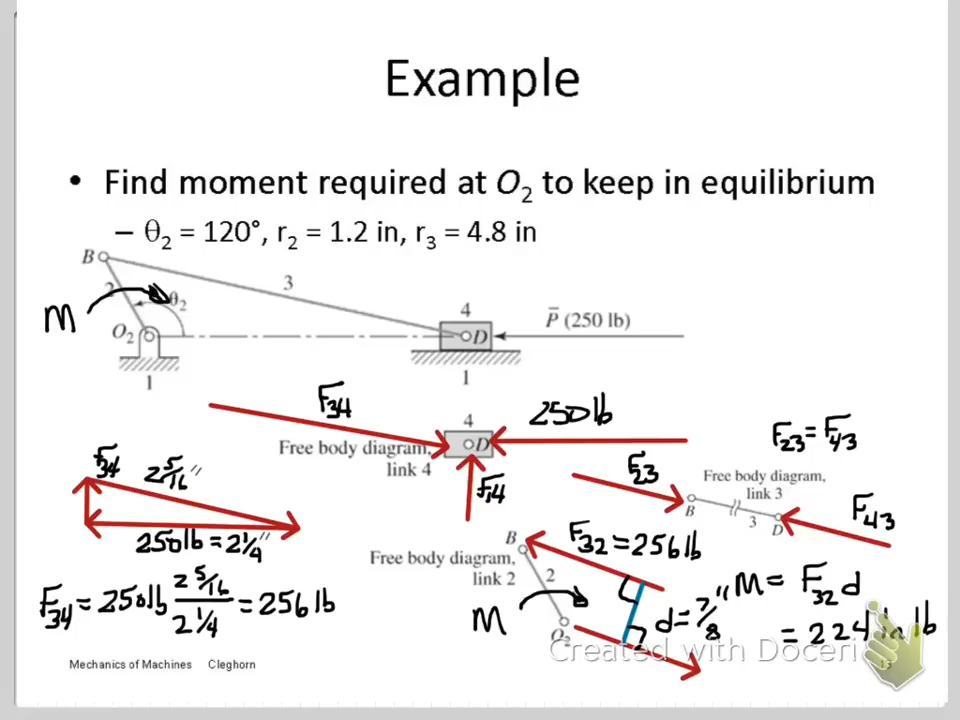 Example
• Find moment required at O2 to keep in equilibrium
– θ2 = 120°, r2 = 1.2 in, r3 = 4.8 in
B
2
3
θ2
M
O2
4
D
P̄ (250 lb)
1
1
F34
250 lb
4
D
Free body diagram,
link 4
F14
F23 = F43
F34
2 5/16"
250 lb = 2 1/4"
F34 = 250 lb (2 5/16)/(2 1/4) = 256 lb
F23
Free body diagram,
link 3
B
3
D
F43
F32 = 256 lb
B
Free body diagram,
link 2
2
M
O2
d = 7/8"
M = F32 d
= 224 in lb
Created with Doceri
Mechanics of Machines Cleghorn
13